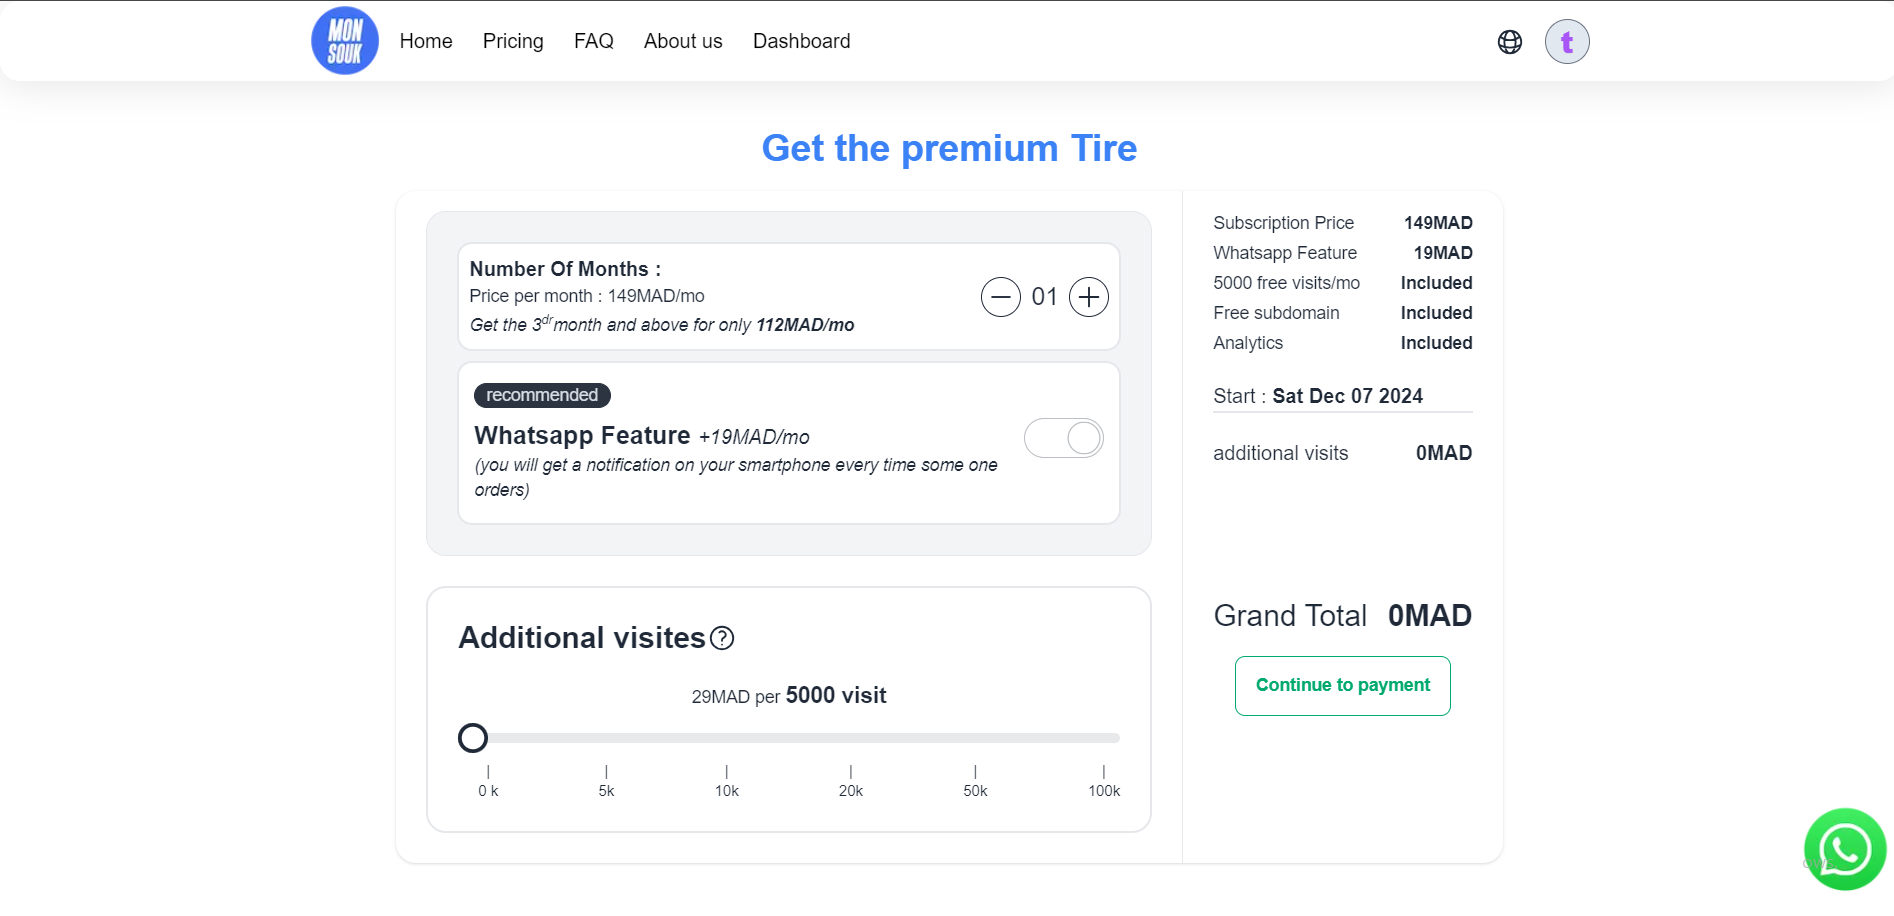 MON
SOUK
Home Pricing FAQ About us Dashboard
t
Get the premium Tire
Number Of Months :
Price per month : 149MAD/mo
Get the 3dr month and above for only 112MAD/mo
01
recommended
Whatsapp Feature +19MAD/mo
(you will get a notification on your smartphone every time some one
orders)
Additional visites
?
29MAD per 5000 visit
0 k 5k 10k 20k 50k 100k
Subscription Price 149MAD
Whatsapp Feature 19MAD
5000 free visits/mo Included
Free subdomain Included
Analytics Included
Start : Sat Dec 07 2024
additional visits 0MAD
Grand Total 0MAD
Continue to payment